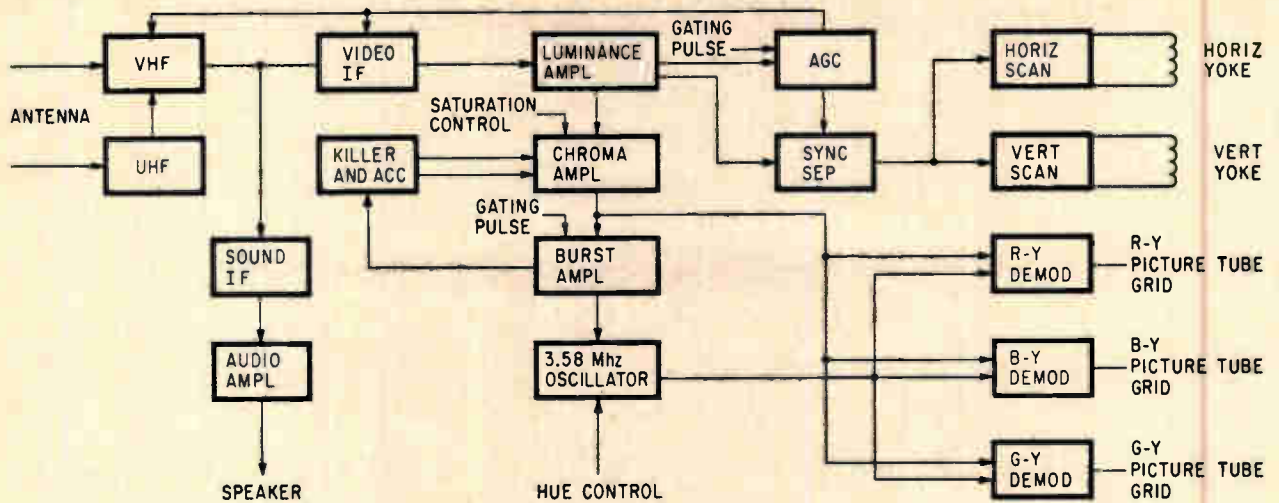 GATING
PULSE
VHF
VIDEO
IF
LUMINANCE
AMPL
AGC
HORIZ
SCAN
HORIZ
YOKE
ANTENNA
SATURATION
CONTROL
UHF
KILLER
AND ACC
CHROMA
AMPL
SYNC
SEP
VERT
SCAN
VERT
YOKE
GATING
PULSE
SOUND
IF
BURST
AMPL
R-Y
DEMOD
R-Y
PICTURE TUBE
GRID
AUDIO
AMPL
3.58 Mhz
OSCILLATOR
B-Y
DEMOD
B-Y
PICTURE TUBE
GRID
G-Y
DEMOD
G-Y
PICTURE TUBE
GRID
SPEAKER
HUE CONTROL